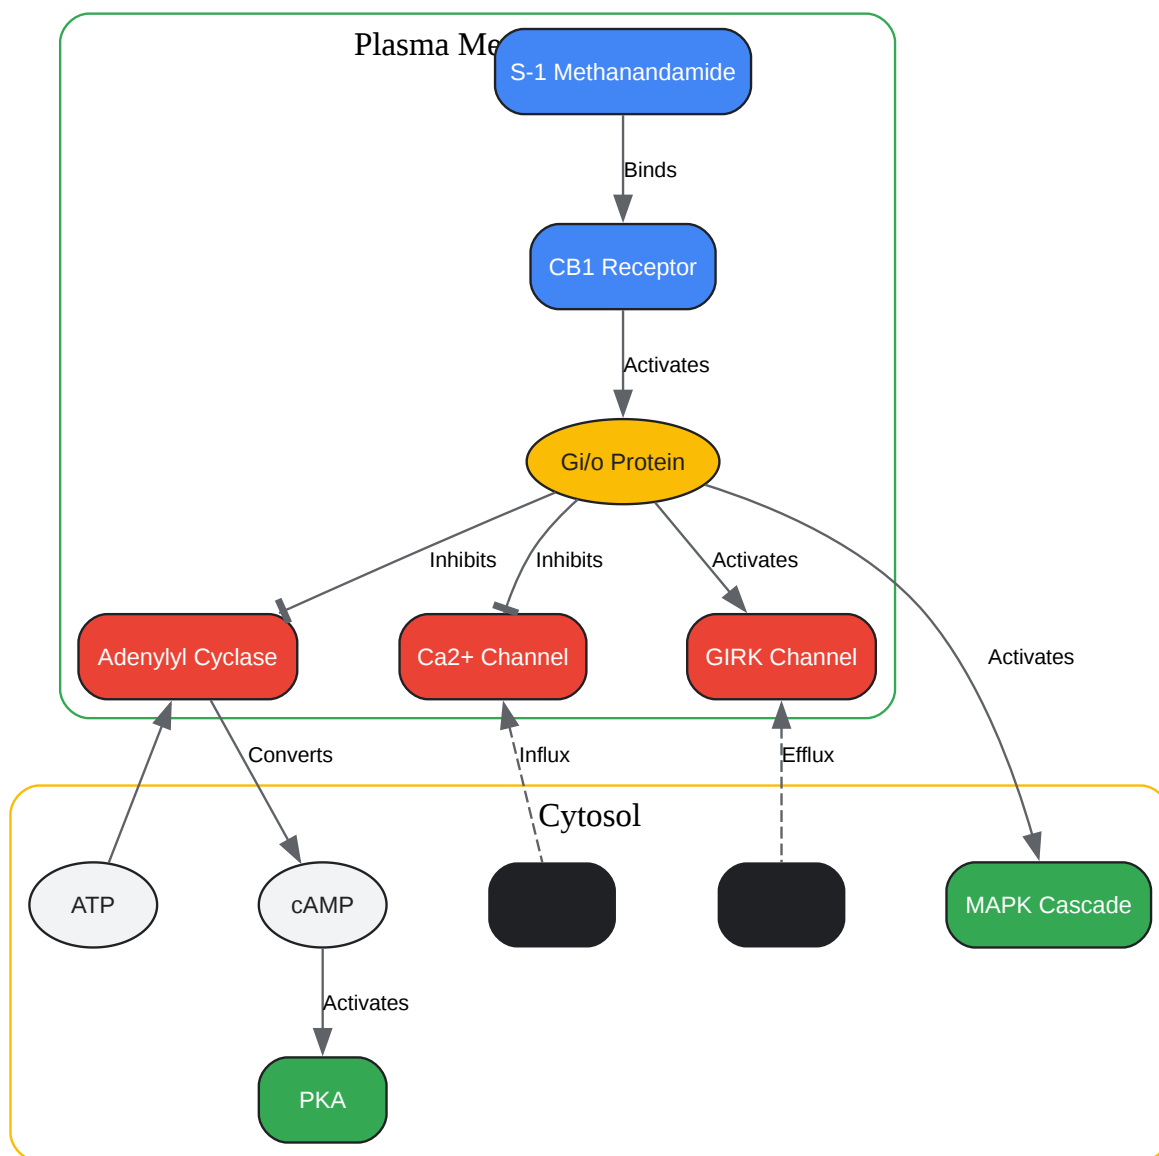 Plasma Me
S-1 Methanandamide
Binds
CB1 Receptor
Activates
Gi/o Protein
Inhibits
Inhibits
Activates
Adenylyl Cyclase
Ca2+ Channel
GIRK Channel
Activates
Converts
Influx
Efflux
Cytosol
ATP
cAMP
MAPK Cascade
Activates
PKA